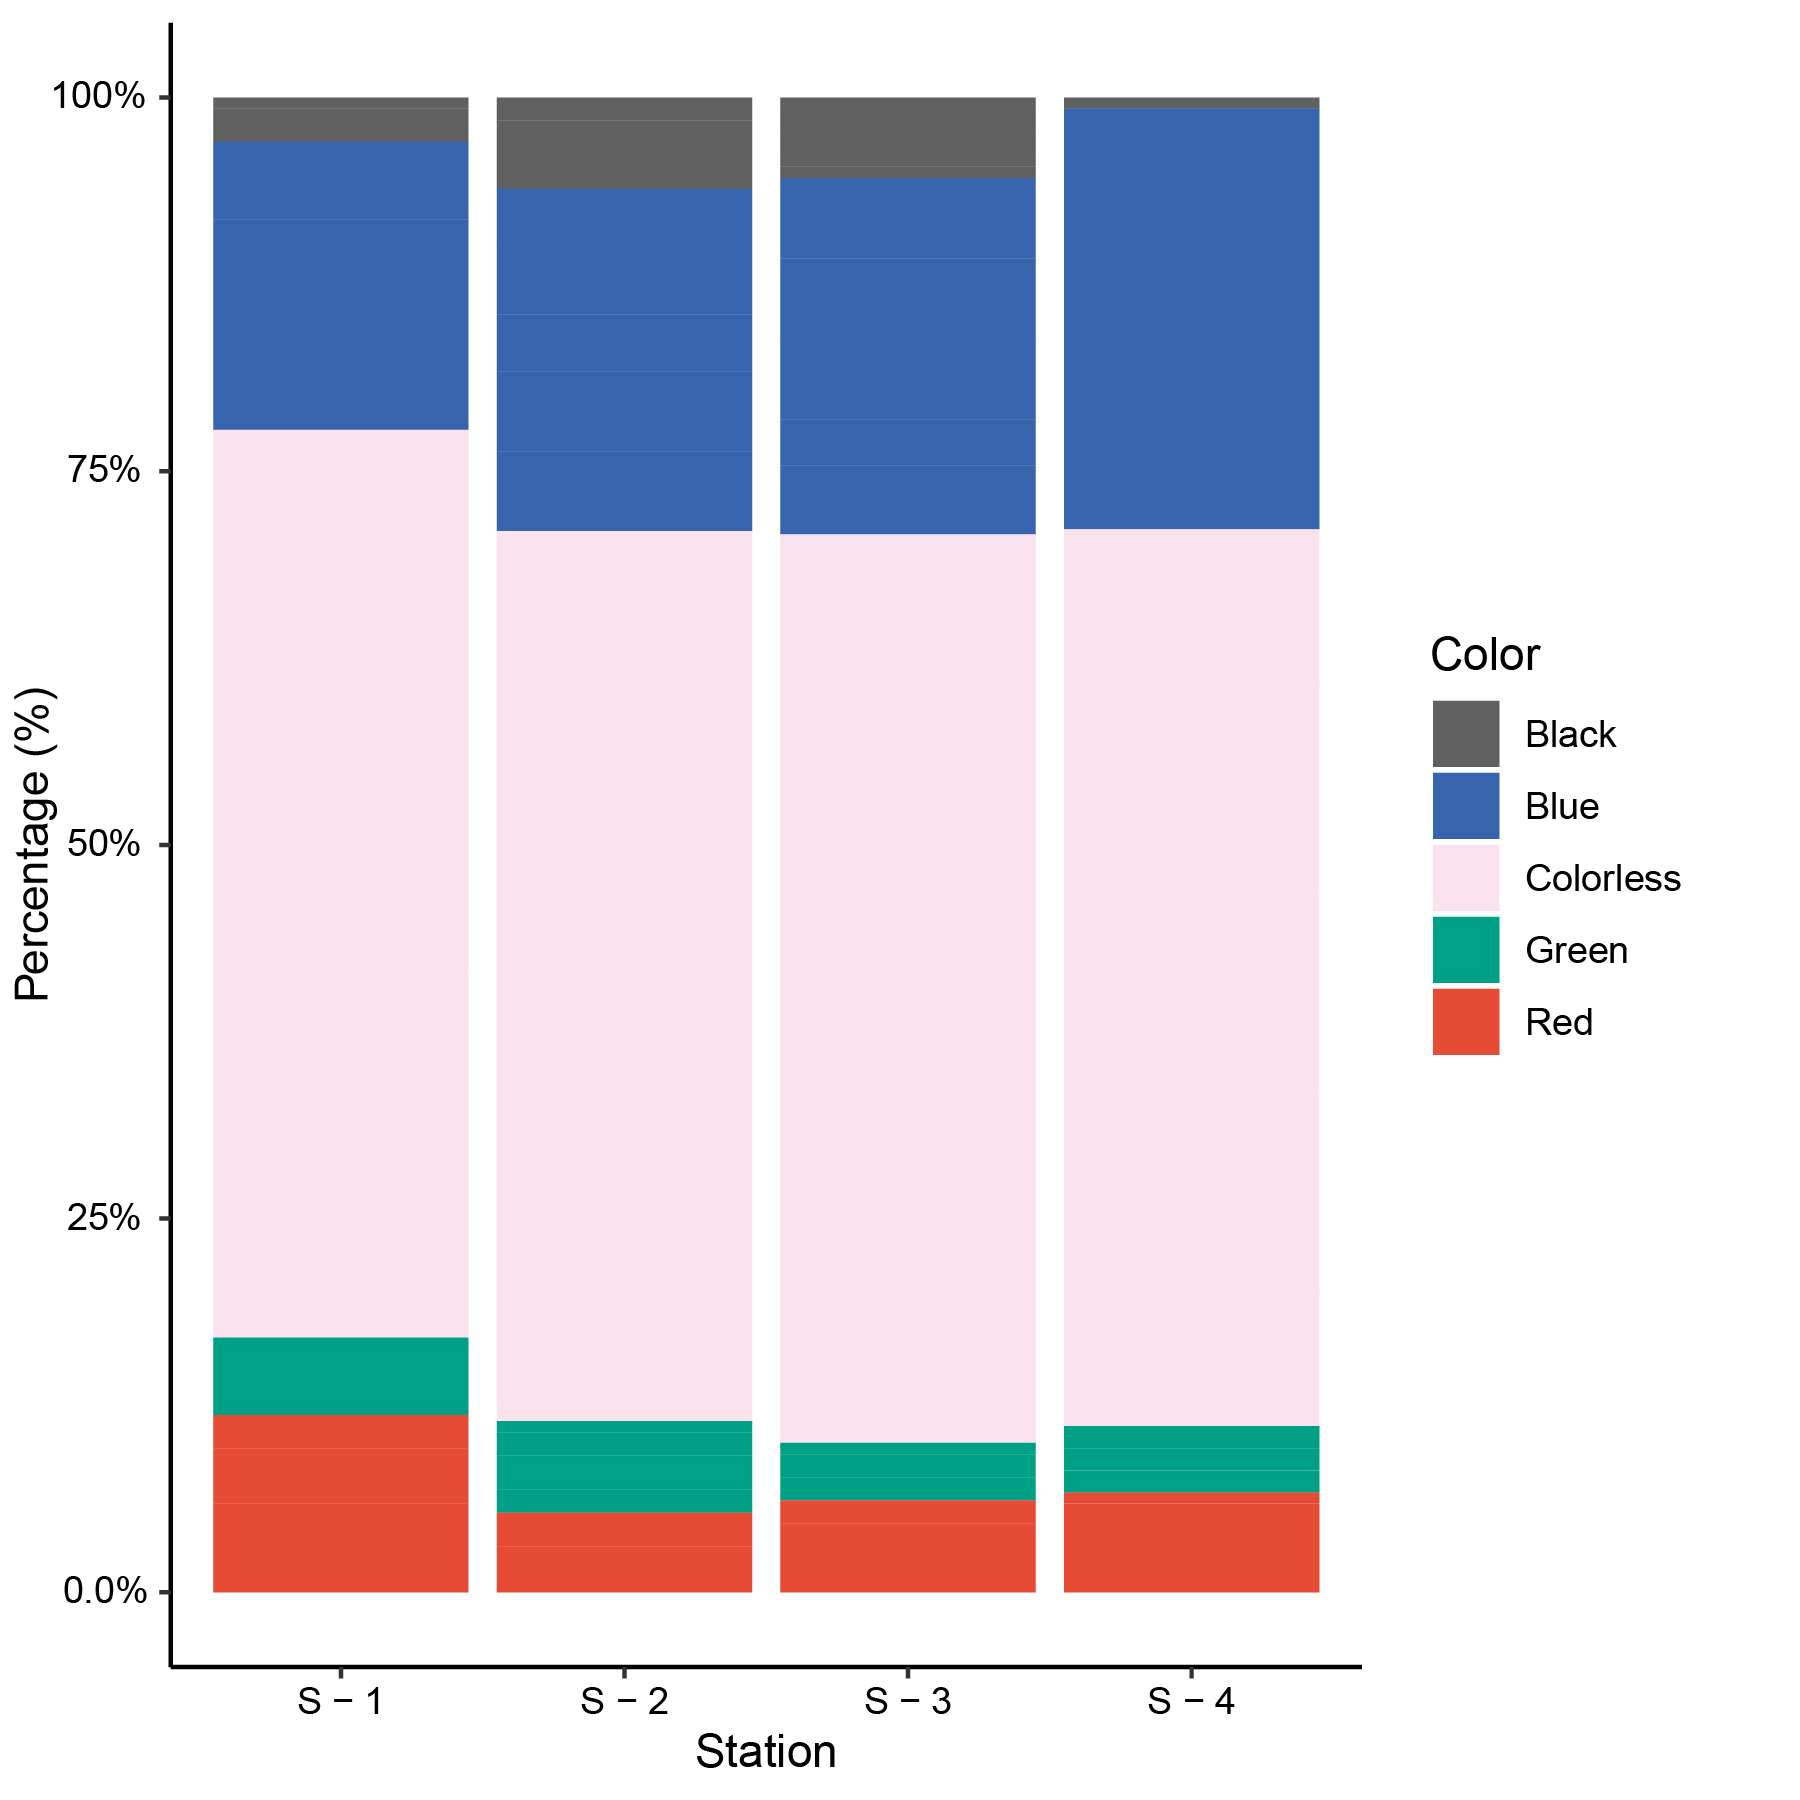 Percentage (%)
100%
75%
50%
25%
0.0%
S − 1
S − 2
S − 3
S − 4
Station
Color
Black
Blue
Colorless
Green
Red